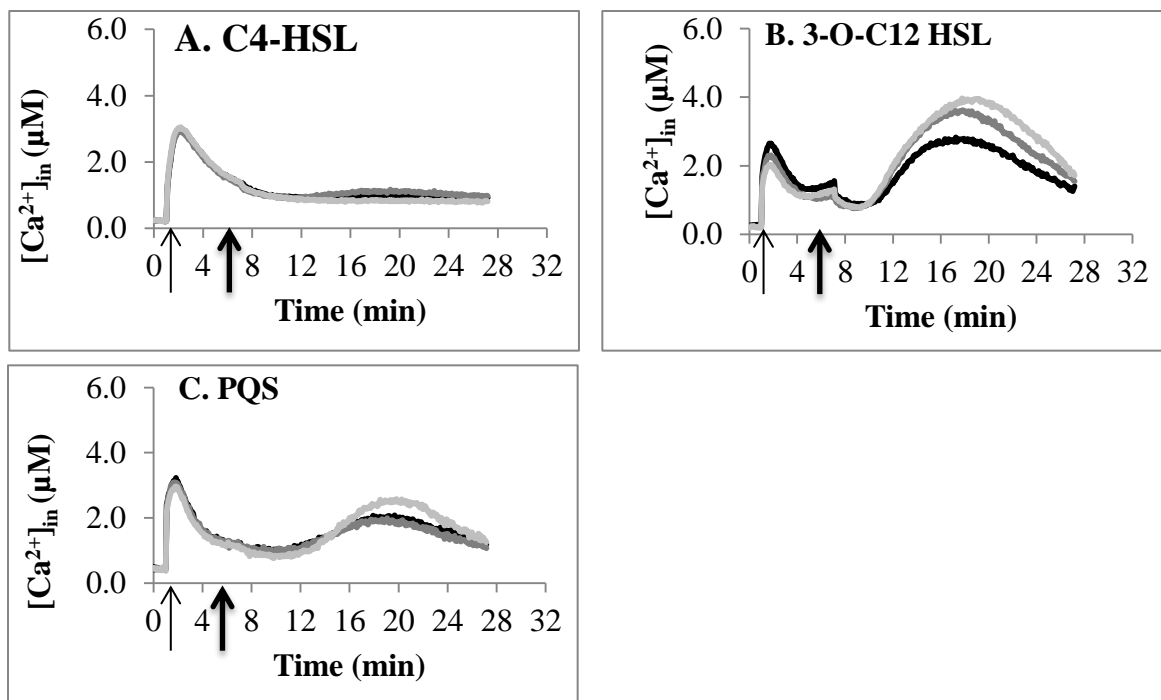 A. C4-HSL
[Ca²⁺]in (µM)
6.0
4.0
2.0
0.0
0 4 8 12 16 20 24 28 32
Time (min)
B. 3-O-C12 HSL
[Ca²⁺]in (µM)
6.0
4.0
2.0
0.0
0 4 8 12 16 20 24 28 32
Time (min)
C. PQS
[Ca²⁺]in (µM)
6.0
4.0
2.0
0.0
0 4 8 12 16 20 24 28 32
Time (min)